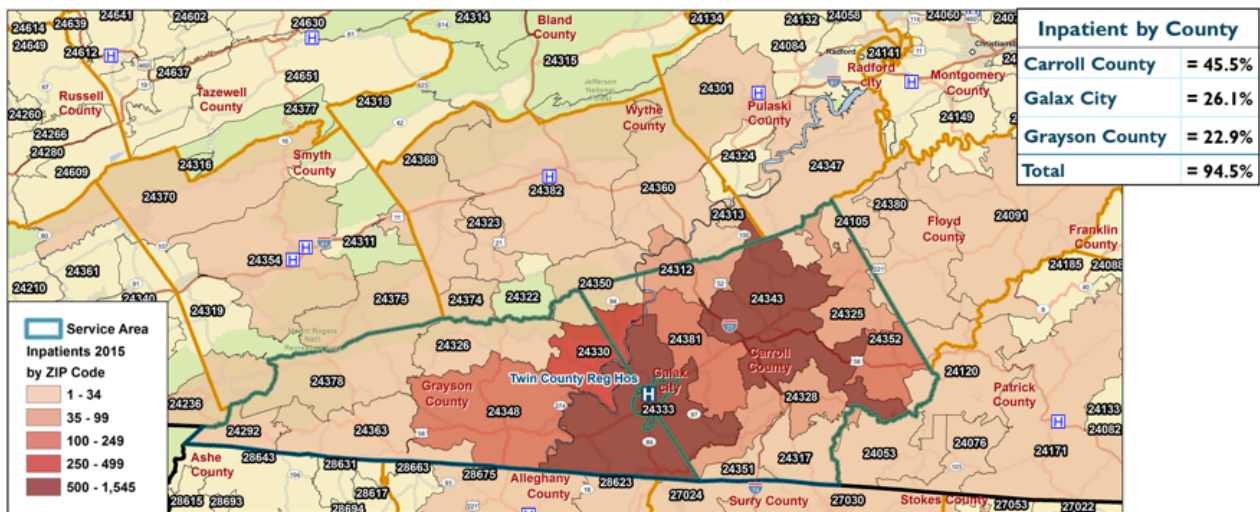 Inpatient by County
Carroll County = 45.5%
Galax City = 26.1%
Grayson County = 22.9%
Total = 94.5%
24614
24639
24641
24602
24630
24314
Bland
County
24134
24132
24058
24060
24649
24612
24637
24651
24315
24084
Radford
24141
Radford
city
Montgomery
County
Russell
County
Tazewell
County
24377
24318
Jefferson
National
24301
Pulaski
County
24149
24260
24266
24280
24609
24316
Smyth
County
24368
Wythe
County
24324
24347
24370
24382
24360
24323
24313
24105
24380
Floyd
County
24091
Franklin
County
24311
24354
24361
24210
24340
24319
24375
24374
24322
24350
24312
24343
24325
24185
24088
Mount Rogers
Nat'l
24326
24330
24381
24352
Carroll
County
24378
Twin County Reg Hos
Galax
city
24120
Patrick
County
24236
Grayson
County
24348
24333
24328
24133
24082
24292
24363
24076
24171
24053
24317
24351
Ashe
County
28643
28631
28663
28675
28623
Alleghany
County
27024
Surry County
27030
Stokes County
27053
27022
28615
28693
28617
28694
Service Area
Inpatients 2015
by ZIP Code
1 - 34
35 - 99
100 - 249
250 - 499
500 - 1,545